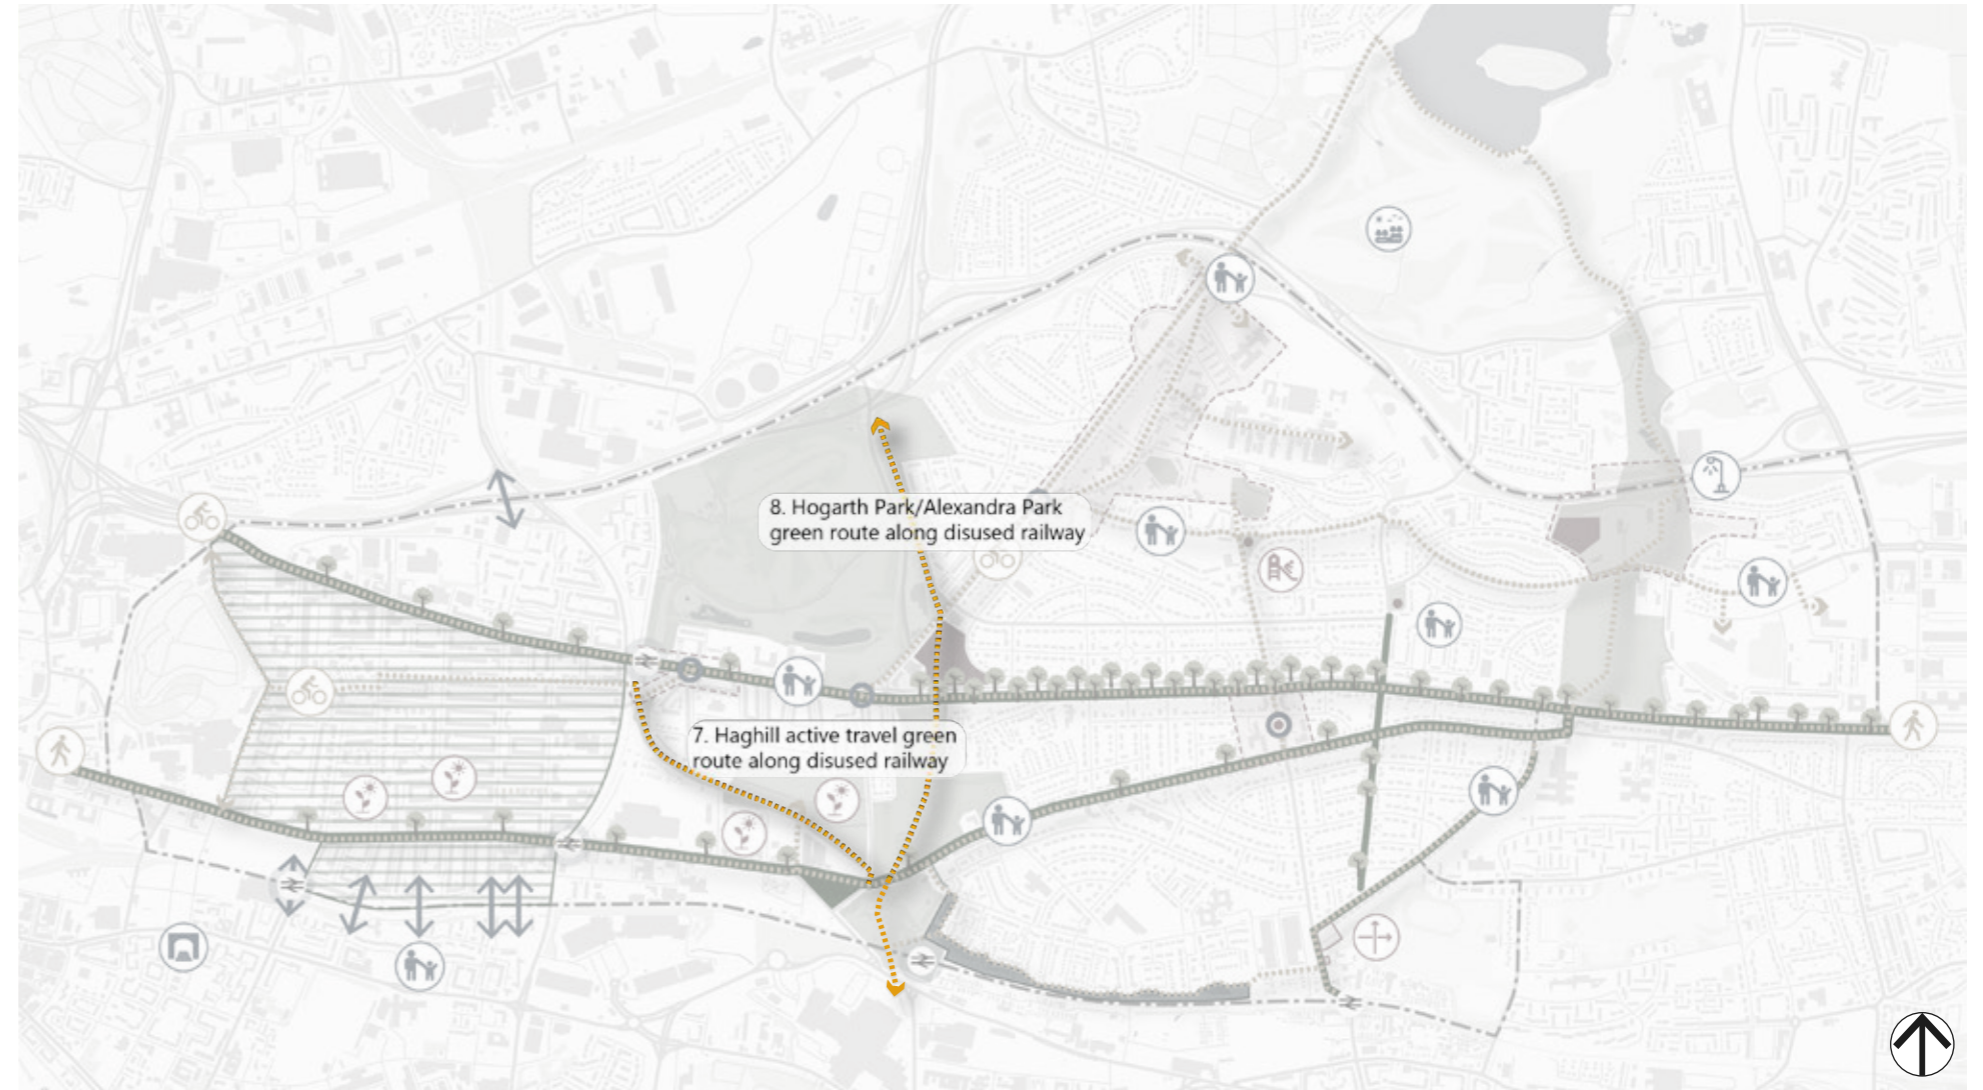 8. Hogarth Park/Alexandra Park
green route along disused railway
7. Haghill active travel green
route along disused railway